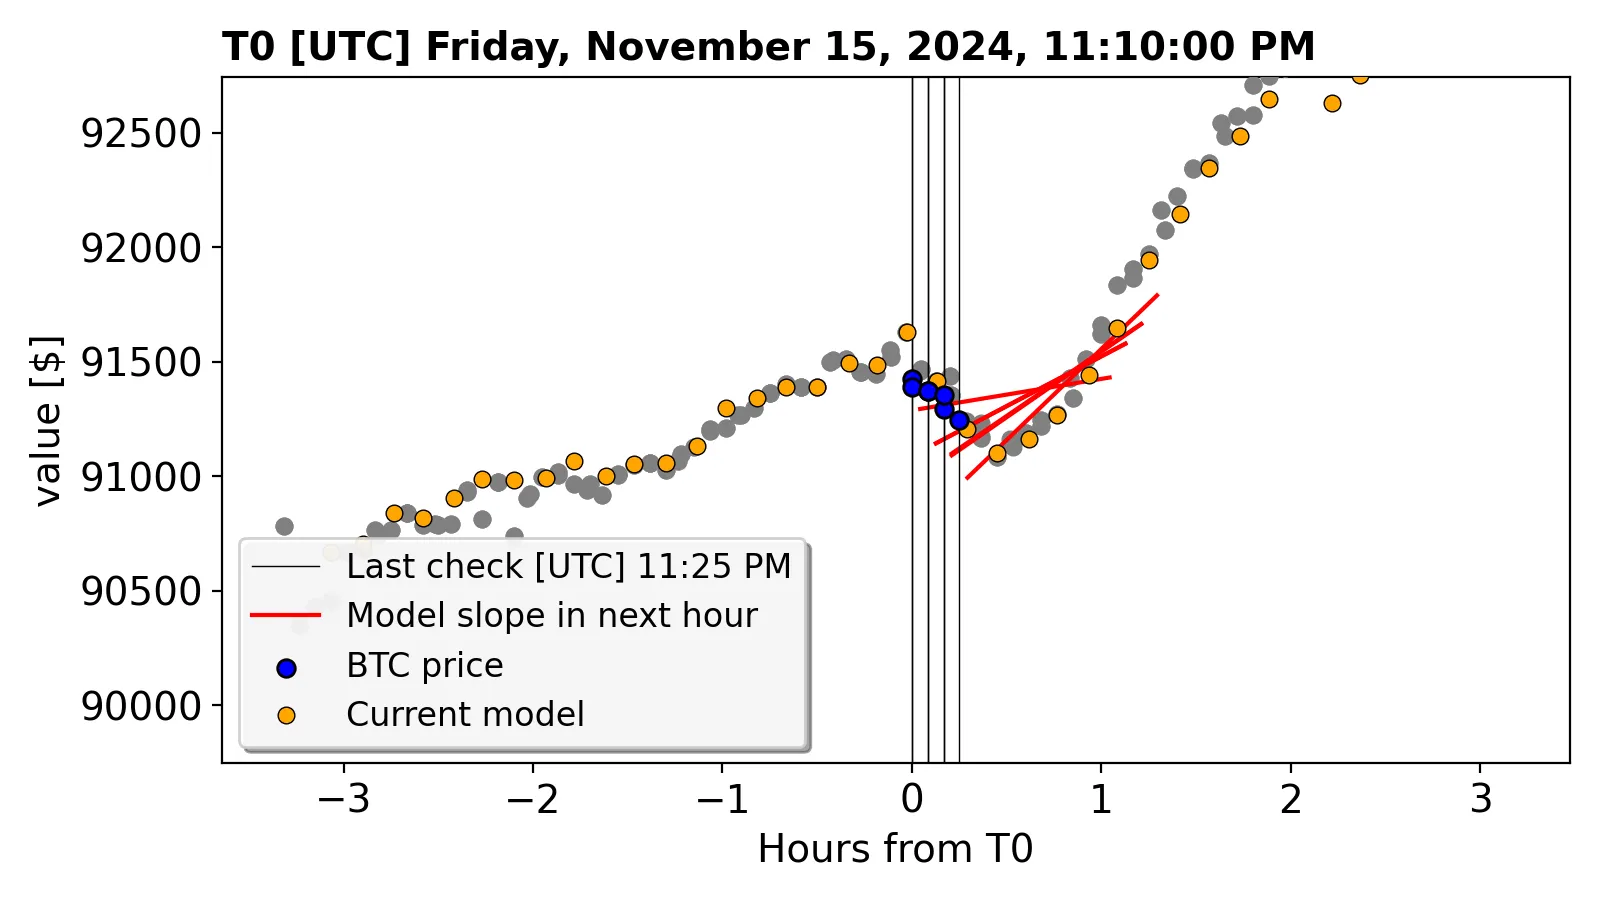 T0 [UTC] Friday, November 15, 2024, 11:10:00 PM
value [$]
92500
92000
91500
91000
90500
90000
Last check [UTC] 11:25 PM
Model slope in next hour
BTC price
Current model
−3 −2 −1 0 1 2 3
Hours from T0